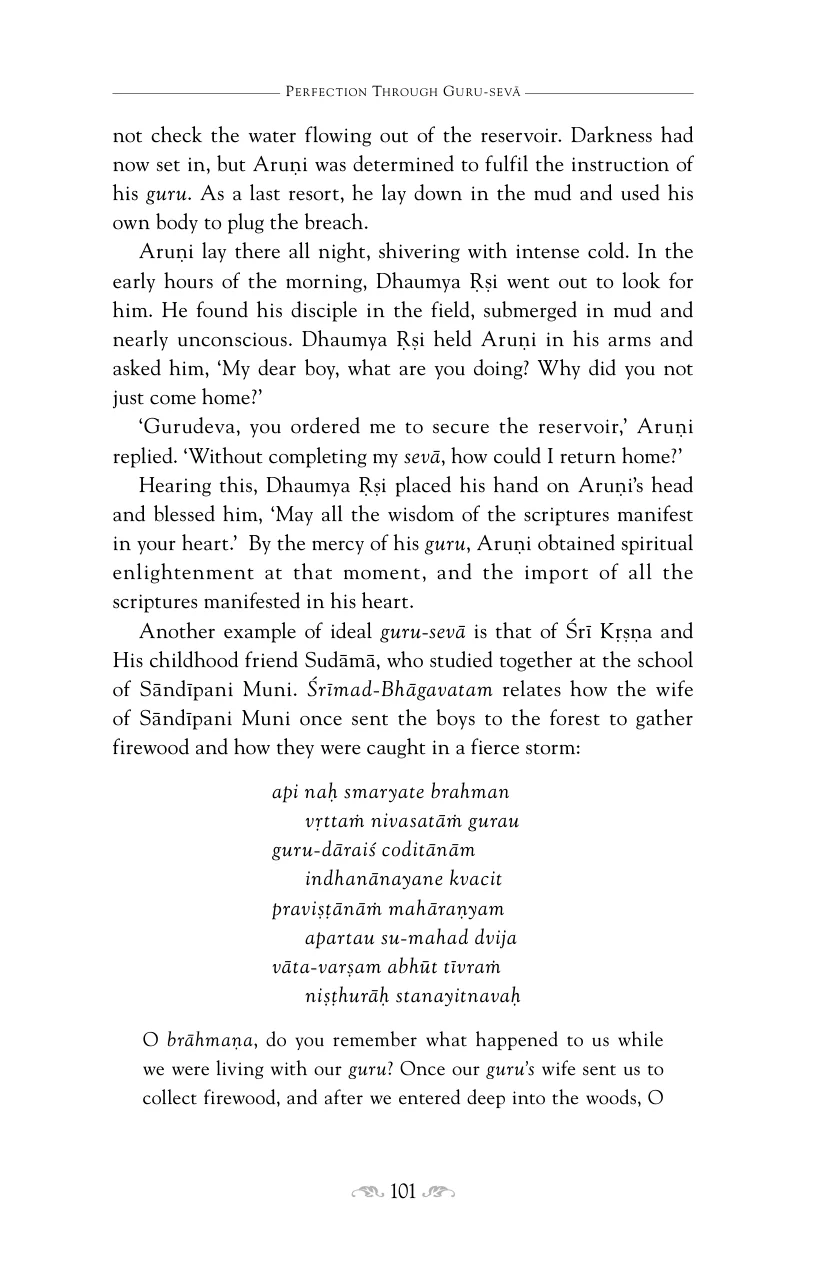 Perfection Through Guru-sevā
not check the water flowing out of the reservoir. Darkness had
now set in, but Aruṇi was determined to fulfil the instruction of
his guru. As a last resort, he lay down in the mud and used his
own body to plug the breach.
Aruṇi lay there all night, shivering with intense cold. In the
early hours of the morning, Dhaumya Ṛṣi went out to look for
him. He found his disciple in the field, submerged in mud and
nearly unconscious. Dhaumya Ṛṣi held Aruṇi in his arms and
asked him, ‘My dear boy, what are you doing? Why did you not
just come home?’
‘Gurudeva, you ordered me to secure the reservoir,’ Aruṇi
replied. ‘Without completing my sevā, how could I return home?’
Hearing this, Dhaumya Ṛṣi placed his hand on Aruṇi’s head
and blessed him, ‘May all the wisdom of the scriptures manifest
in your heart.’ By the mercy of his guru, Aruṇi obtained spiritual
enlightenment at that moment, and the import of all the
scriptures manifested in his heart.
Another example of ideal guru-sevā is that of Śrī Kṛṣṇa and
His childhood friend Sudāmā, who studied together at the school
of Sāndīpani Muni. Śrīmad-Bhāgavatam relates how the wife
of Sāndīpani Muni once sent the boys to the forest to gather
firewood and how they were caught in a fierce storm:
api naḥ smaryate brahman
vṛttaṁ nivasatāṁ gurau
guru-dāraiś coditānām
indhanānayane kvacit
praviṣṭānāṁ mahāraṇyam
apartau su-mahad dvija
vāta-varṣam abhūt tīvraṁ
niṣṭhurāḥ stanayitnavaḥ
O brāhmaṇa, do you remember what happened to us while
we were living with our guru? Once our guru’s wife sent us to
collect firewood, and after we entered deep into the woods, O
101